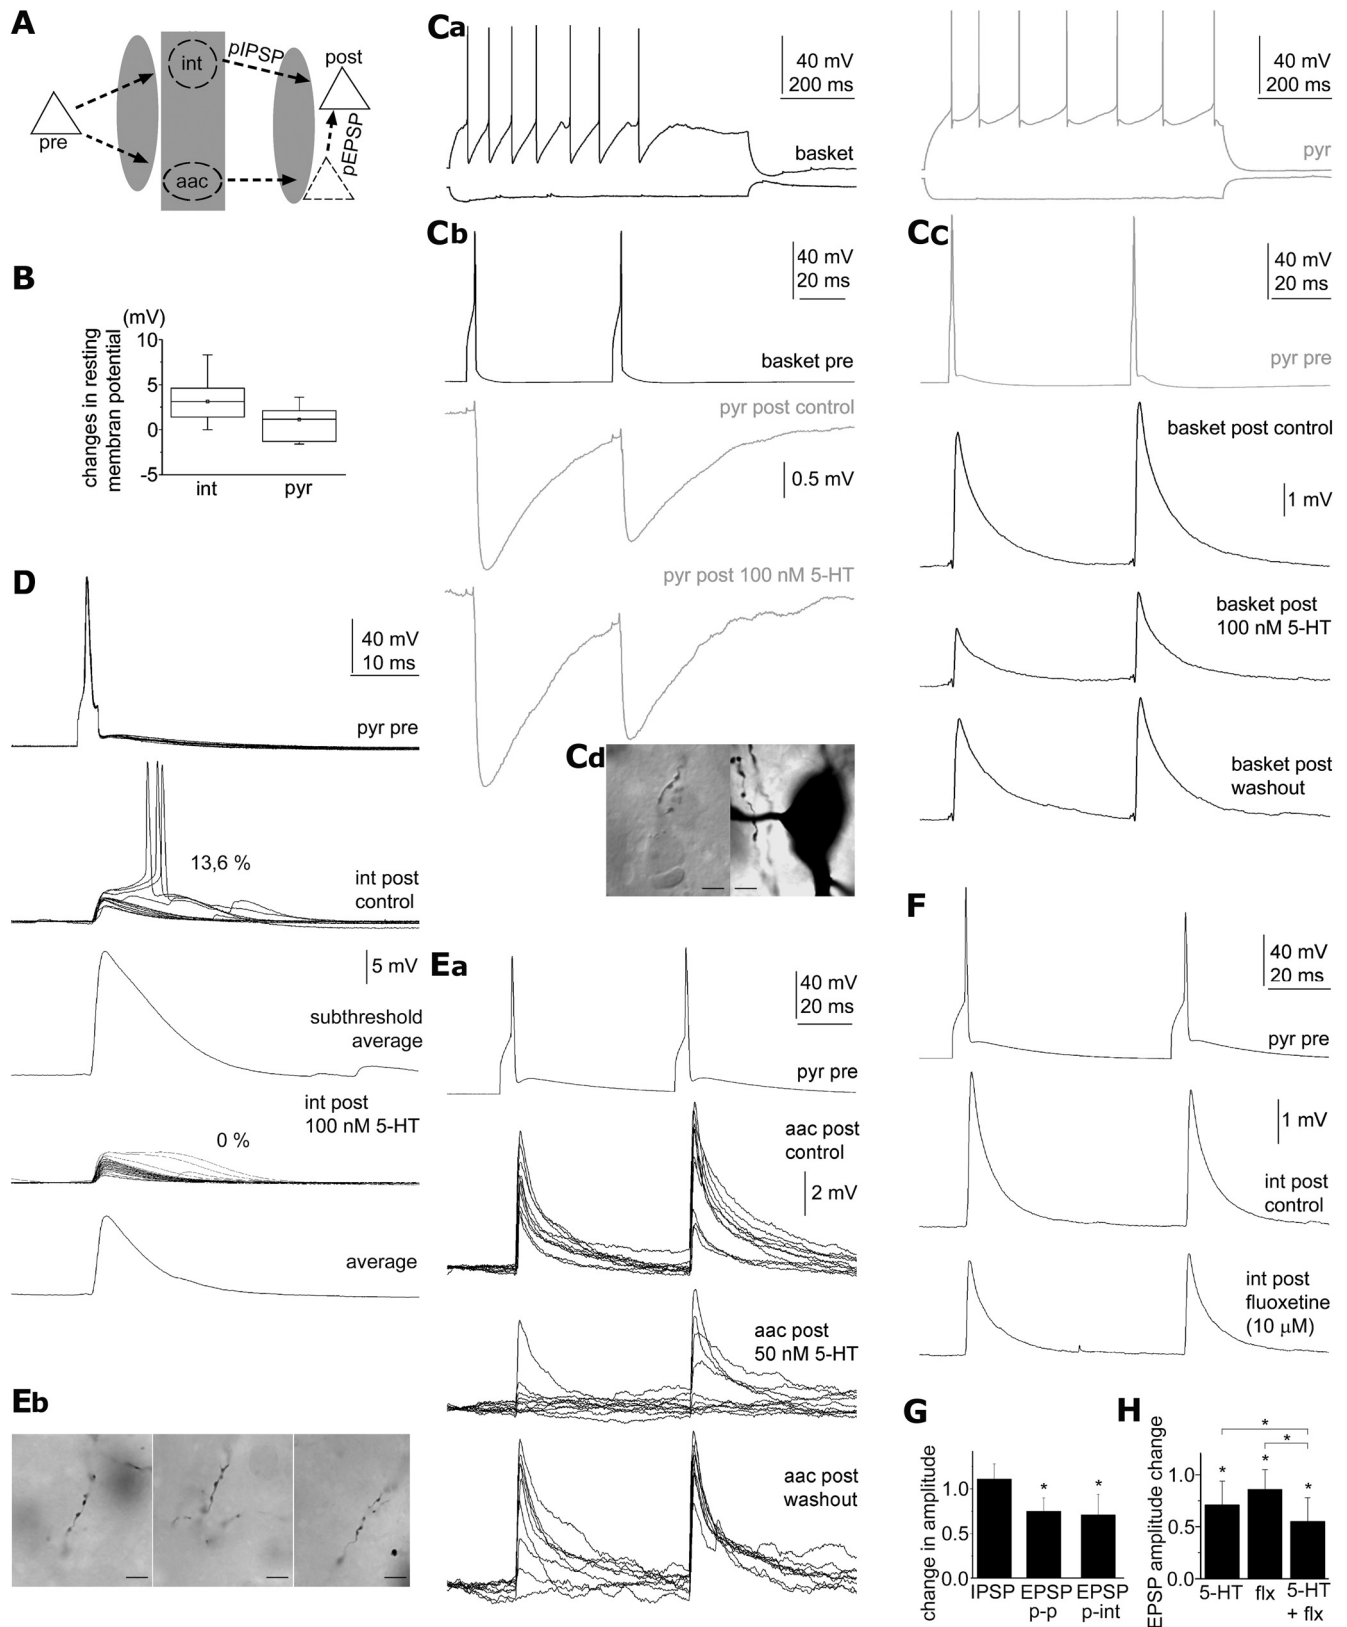 A
pre
int
aac
pIPSP
pEPSP
post
B
(mV)
changes in resting
membran potential
10
5
0
-5
int
pyr
Ca
40 mV
200 ms
basket
40 mV
200 ms
pyr
Cb
40 mV
20 ms
basket pre
pyr post control
0.5 mV
pyr post 100 nM 5-HT
Cc
40 mV
20 ms
pyr pre
basket post control
1 mV
basket post
100 nM 5-HT
basket post
washout
Cd
D
40 mV
10 ms
pyr pre
13,6 %
int post
control
5 mV
subthreshold
average
int post
100 nM 5-HT
0 %
average
Ea
40 mV
20 ms
pyr pre
aac post
control
2 mV
aac post
50 nM 5-HT
aac post
washout
Eb
F
40 mV
20 ms
pyr pre
1 mV
int post
control
int post
fluoxetine
(10 µM)
G
change in amplitude
1.0
0.5
0.0
*
*
IPSP
EPSP
p-p
EPSP
p-int
H
EPSP amplitude change
1.0
0.5
0.0
*
*
*
*
*
5-HT
flx
5-HT
+ flx